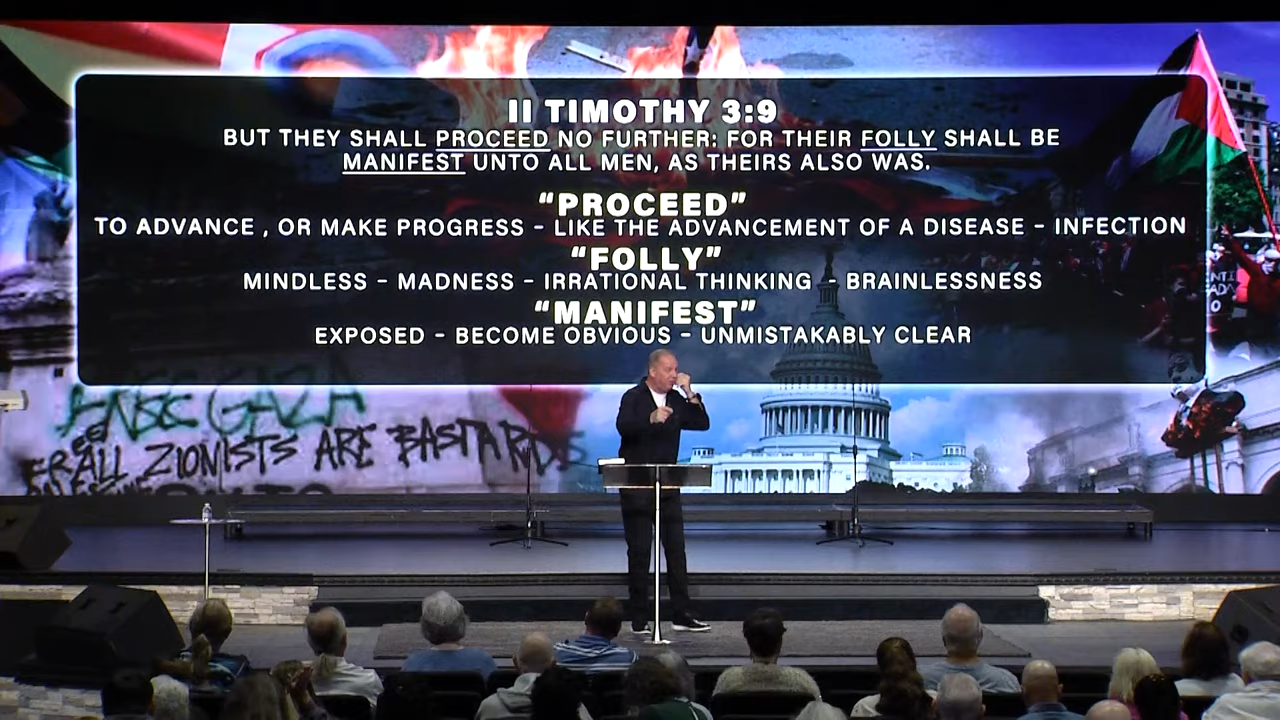 II TIMOTHY 3:9
BUT THEY SHALL PROCEED NO FURTHER: FOR THEIR FOLLY SHALL BE
MANIFEST UNTO ALL MEN, AS THEIRS ALSO WAS.
"PROCEED"
TO ADVANCE , OR MAKE PROGRESS - LIKE THE ADVANCEMENT OF A DISEASE - INFECTION
"FOLLY"
MINDLESS - MADNESS - IRRATIONAL THINKING - BRAINLESSNESS
"MANIFEST"
EXPOSED - BECOME OBVIOUS - UNMISTAKABLY CLEAR
GAZA
ALL ZIONISTS ARE BASTARDS